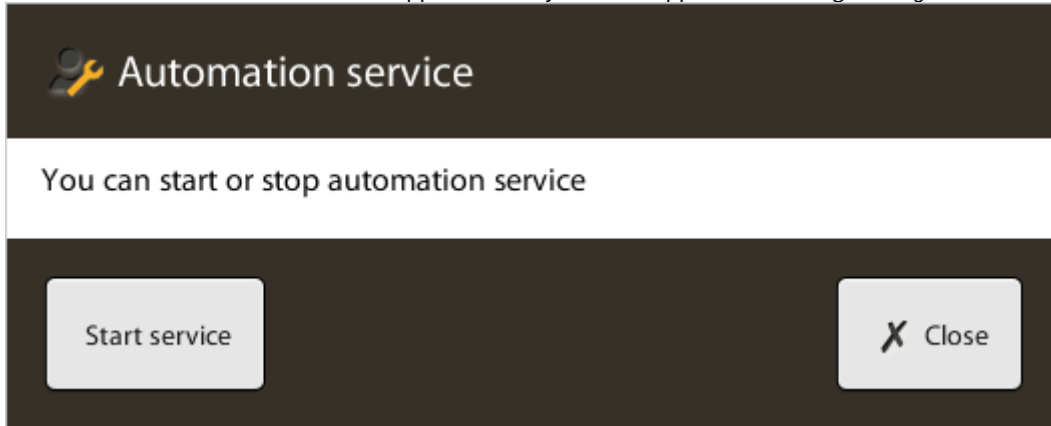 Automation service
You can start or stop automation service
Start service
✗ Close